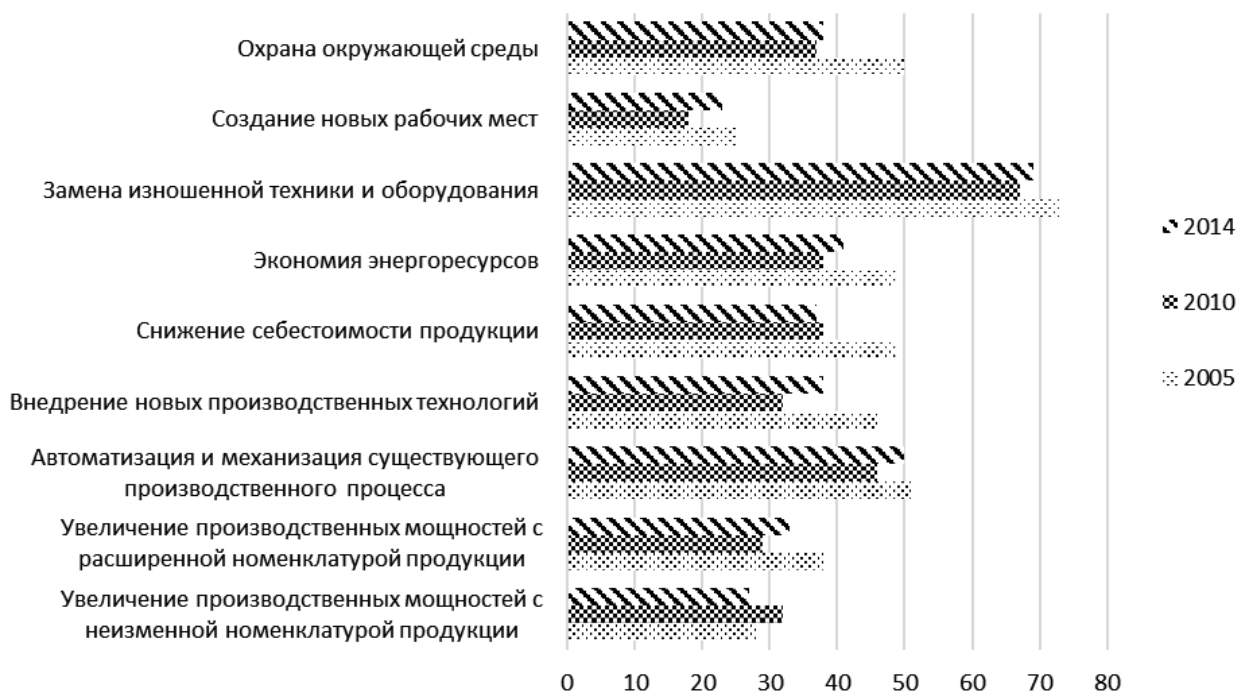 Охрана окружающей среды
Создание новых рабочих мест
Замена изношенной техники и оборудования
Экономия энергоресурсов
Снижение себестоимости продукции
Внедрение новых производственных технологий
Автоматизация и механизация существующего
производственного процесса
Увеличение производственных мощностей с
расширенной номенклатурой продукции
Увеличение производственных мощностей с
неизменной номенклатурой продукции
0 10 20 30 40 50 60 70 80
2014
2010
2005